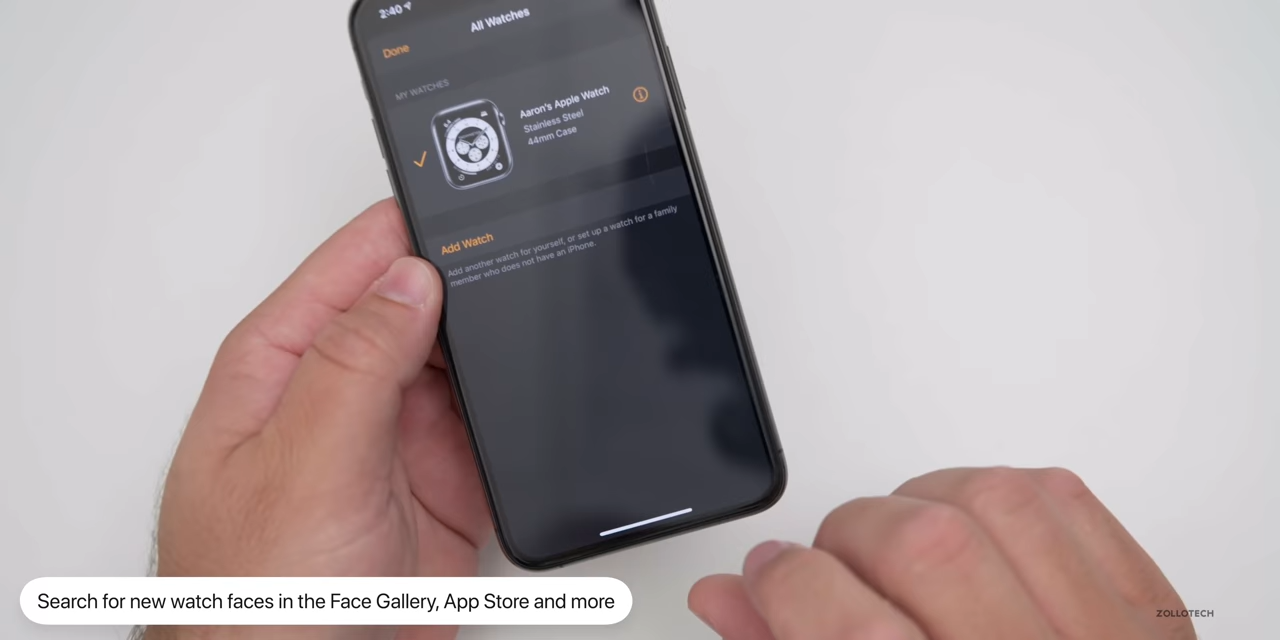 2:40
All Watches
Done
MY WATCHES
Aaron's Apple Watch
Stainless Steel
44mm Case
Add Watch
Add another watch for yourself, or set up a watch for a family
member who does not have an iPhone.
Search for new watch faces in the Face Gallery, App Store and more
ZOLLOTECH